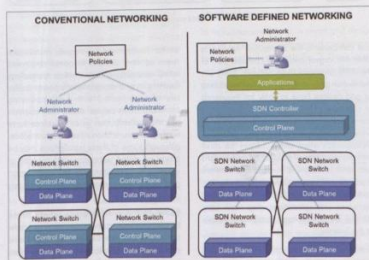 CONVENTIONAL NETWORKING
Network
Policies
Network
Administrator
Network
Administrator
Network Switch
Control Plane
Data Plane
Network Switch
Control Plane
Data Plane
Network Switch
Control Plane
Data Plane
Network Switch
Control Plane
Data Plane
SOFTWARE DEFINED NETWORKING
Network
Administrator
Network
Policies
Applications
SDN Controller
Control Plane
SDN Network
Switch
Data Plane
SDN Network
Switch
Data Plane
SDN Network
Switch
Data Plane
SDN Network
Switch
Data Plane